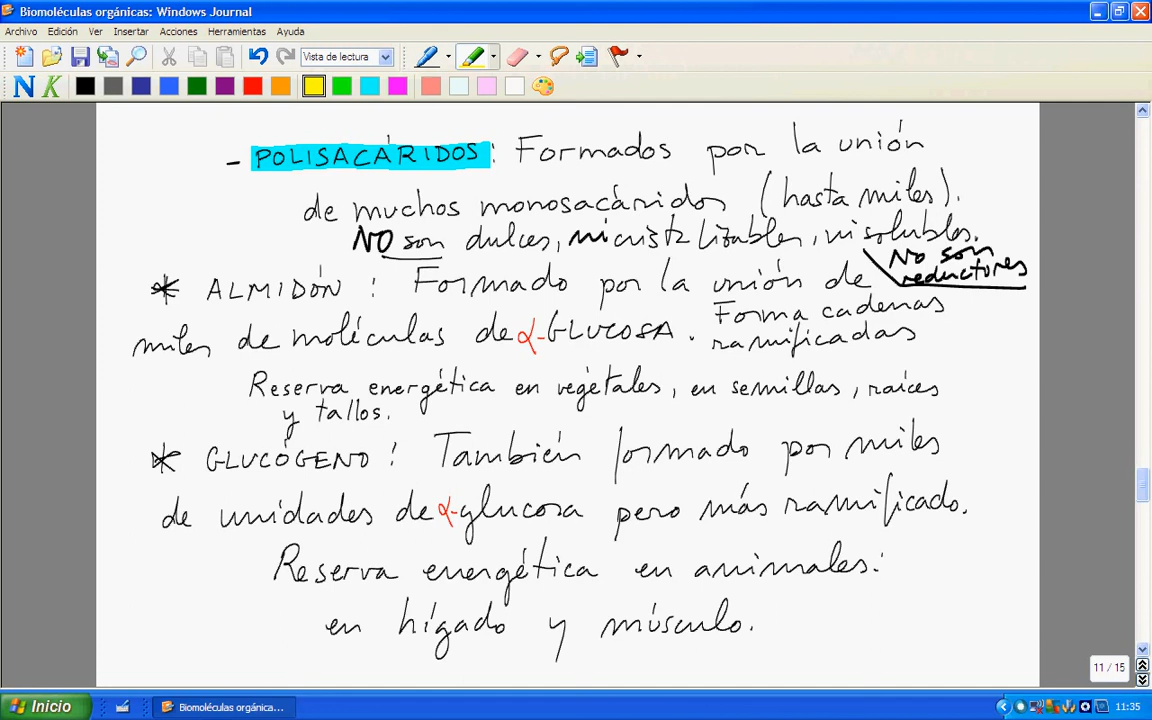 Biomoléculas orgánicas: Windows Journal
Archivo Edición Ver Insertar Acciones Herramientas Ayuda
Vista de lectura
N K
- POLISACÁRIDOS: Formados por la unión
de muchos monosacáridos (hasta miles).
NO son dulces, ni cristalizables, ni solubles.
No son
reductores
* ALMIDÓN: Formado por la unión de
miles de moléculas de α-GLUCOSA. Forma cadenas
ramificadas
Reserva energética en vegetales, en semillas, raíces
y tallos.
* GLUCÓGENO: También formado por miles
de unidades de α-glucosa pero más ramificado.
Reserva energética en animales:
en hígado y músculo.
11 / 15
Inicio
Biomoléculas orgánica...
11:35